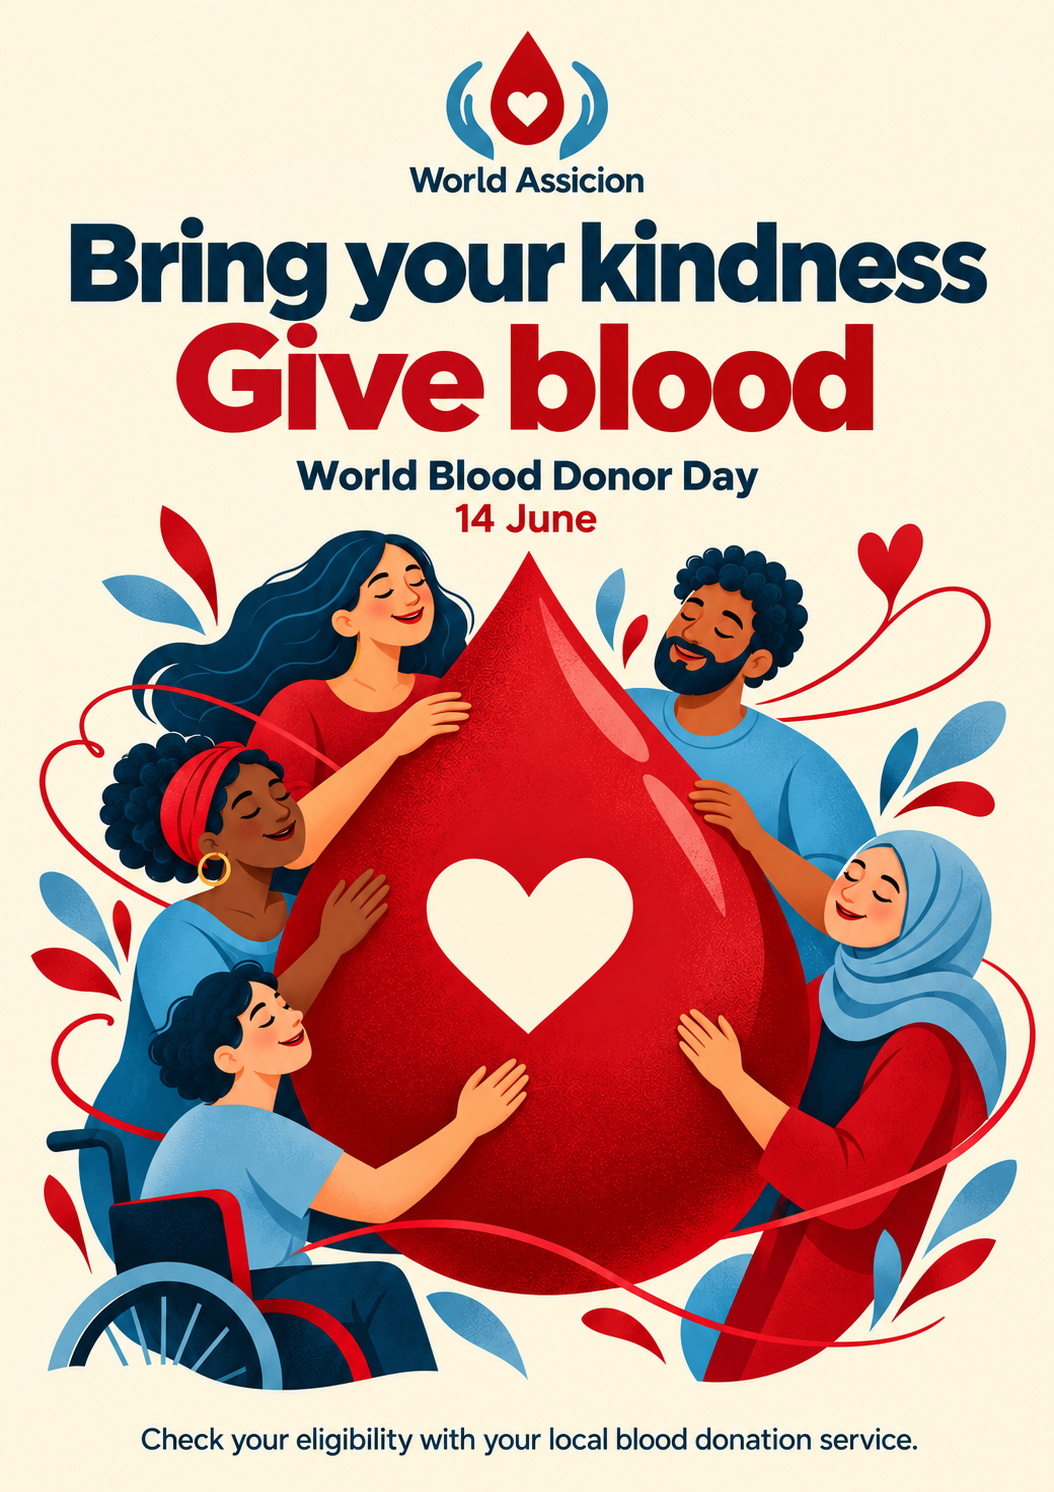 World Assicion
Bring your kindness
Give blood
World Blood Donor Day
14 June
Check your eligibility with your local blood donation service.